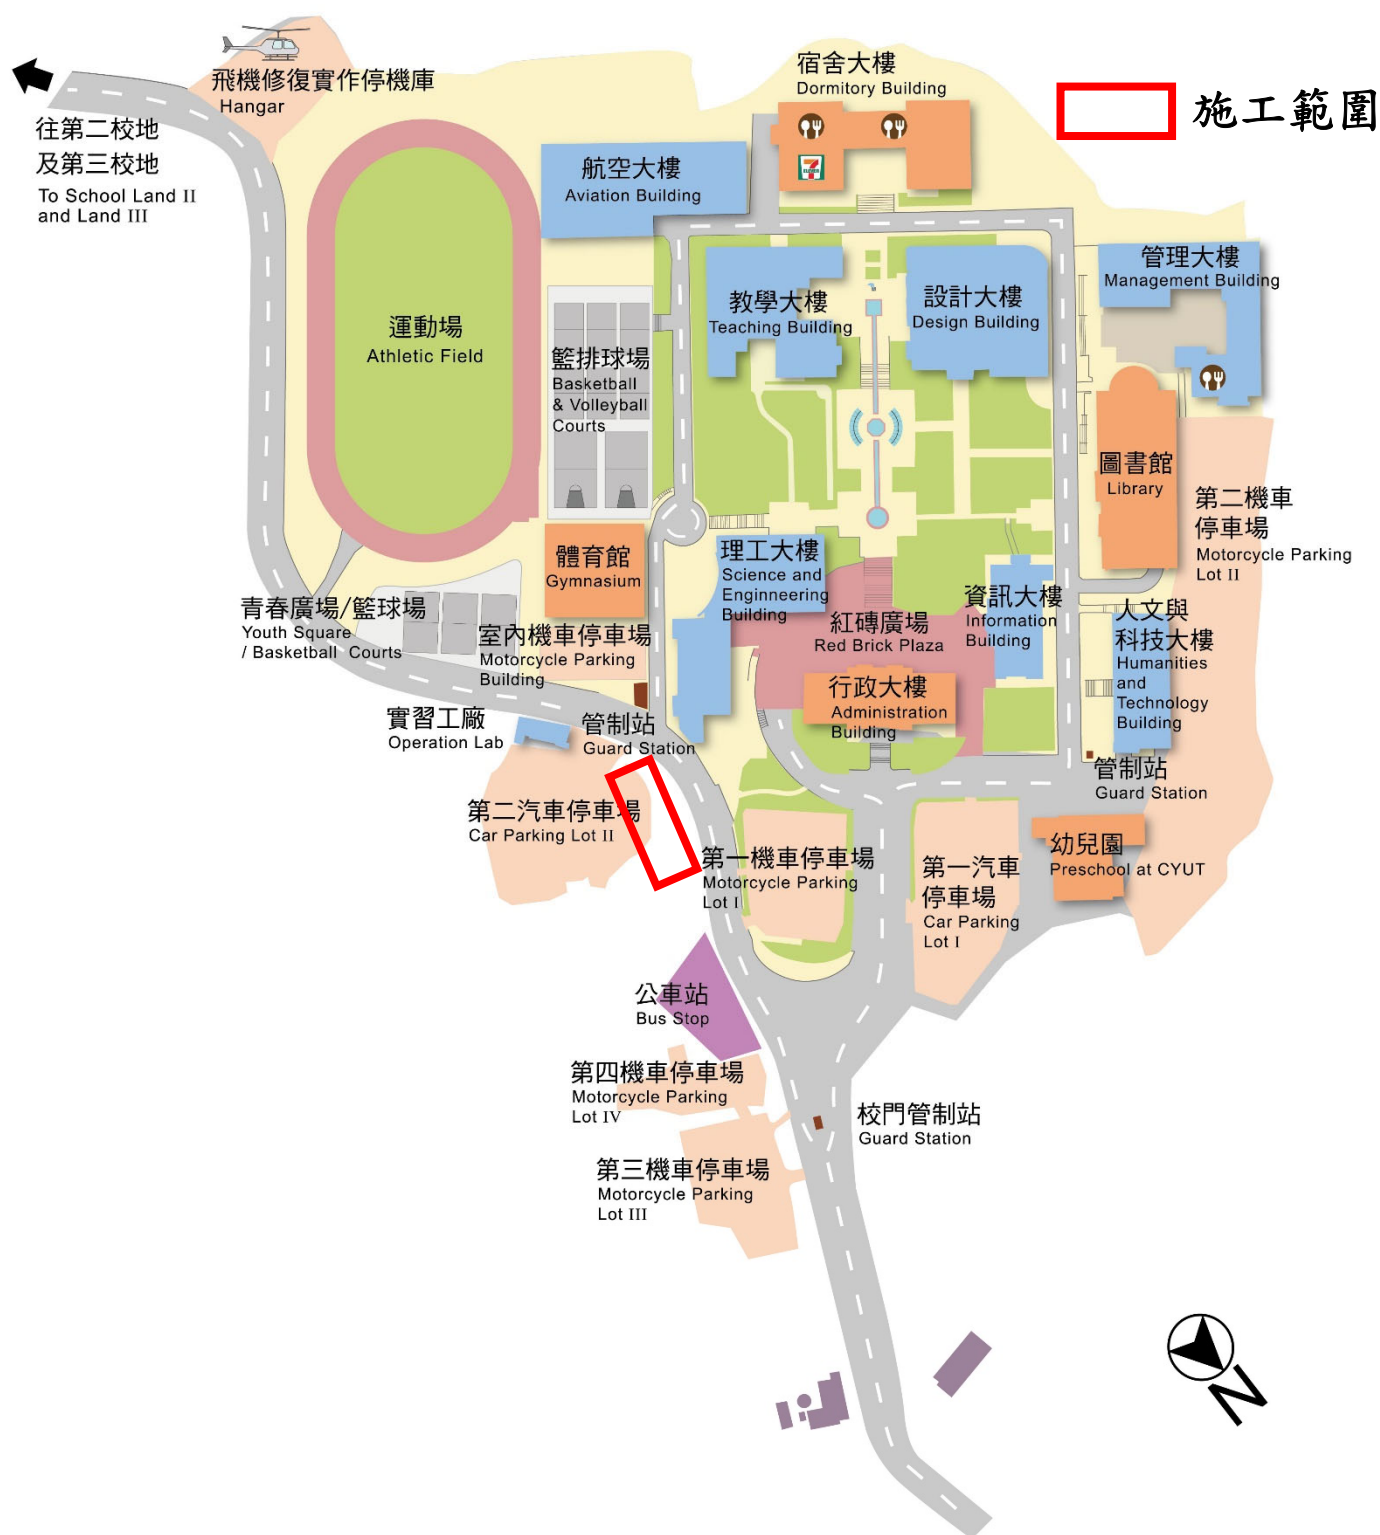 飛機修復實作停機庫
Hangar
往第二校地
及第三校地
To School Land II
and Land III
宿舍大樓
Dormitory Building
7
ELEVEN
施工範圍
航空大樓
Aviation Building
運動場
Athletic Field
籃排球場
Basketball
& Volleyball
Courts
教學大樓
Teaching Building
設計大樓
Design Building
管理大樓
Management Building
圖書館
Library
第二機車
停車場
Motorcycle Parking
Lot II
體育館
Gymnasium
理工大樓
Science and
Enginneering
Building
紅磚廣場
Red Brick Plaza
資訊大樓
Information
Building
人文與
科技大樓
Humanities
and
Technology
Building
青春廣場/籃球場
Youth Square
/ Basketball Courts
室內機車停車場
Motorcycle Parking
Building
行政大樓
Administration
Building
實習工廠
Operation Lab
管制站
Guard Station
管制站
Guard Station
第二汽車停車場
Car Parking Lot II
第一機車停車場
Motorcycle Parking
Lot I
第一汽車
停車場
Car Parking
Lot I
幼兒園
Preschool at CYUT
公車站
Bus Stop
第四機車停車場
Motorcycle Parking
Lot IV
校門管制站
Guard Station
第三機車停車場
Motorcycle Parking
Lot III
N